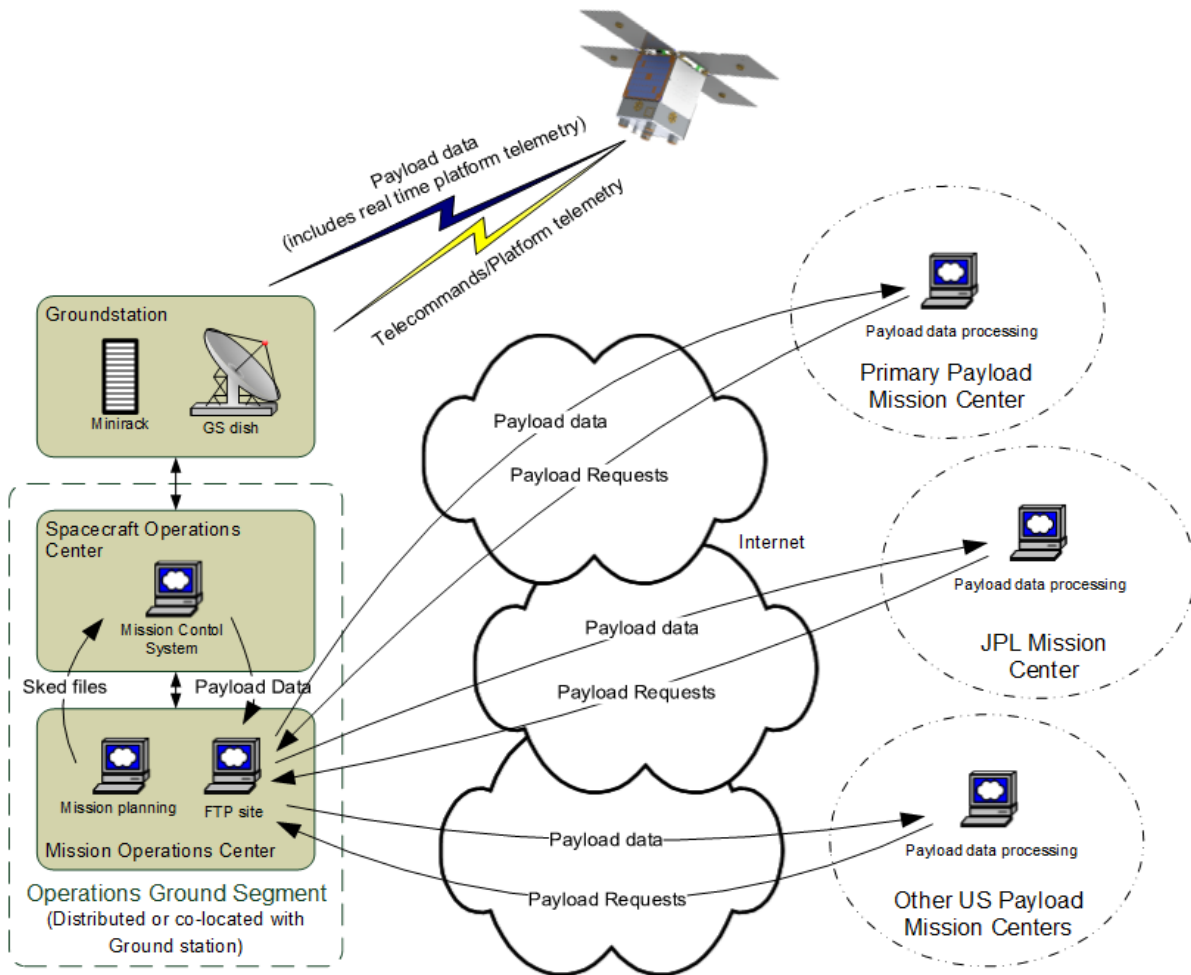 Payload data
(includes real time platform telemetry)
Telecommands/Platform telemetry
Groundstation
Minirack
GS dish
Spacecraft Operations
Center
Mission Contol
System
Sked files
Payload Data
Mission planning
FTP site
Mission Operations Center
Operations Ground Segment
(Distributed or co-located with
Ground station)
Payload data
Payload Requests
Internet
Payload data
Payload Requests
Payload data
Payload Requests
Payload data processing
Primary Payload
Mission Center
Payload data processing
JPL Mission
Center
Payload data processing
Other US Payload
Mission Centers